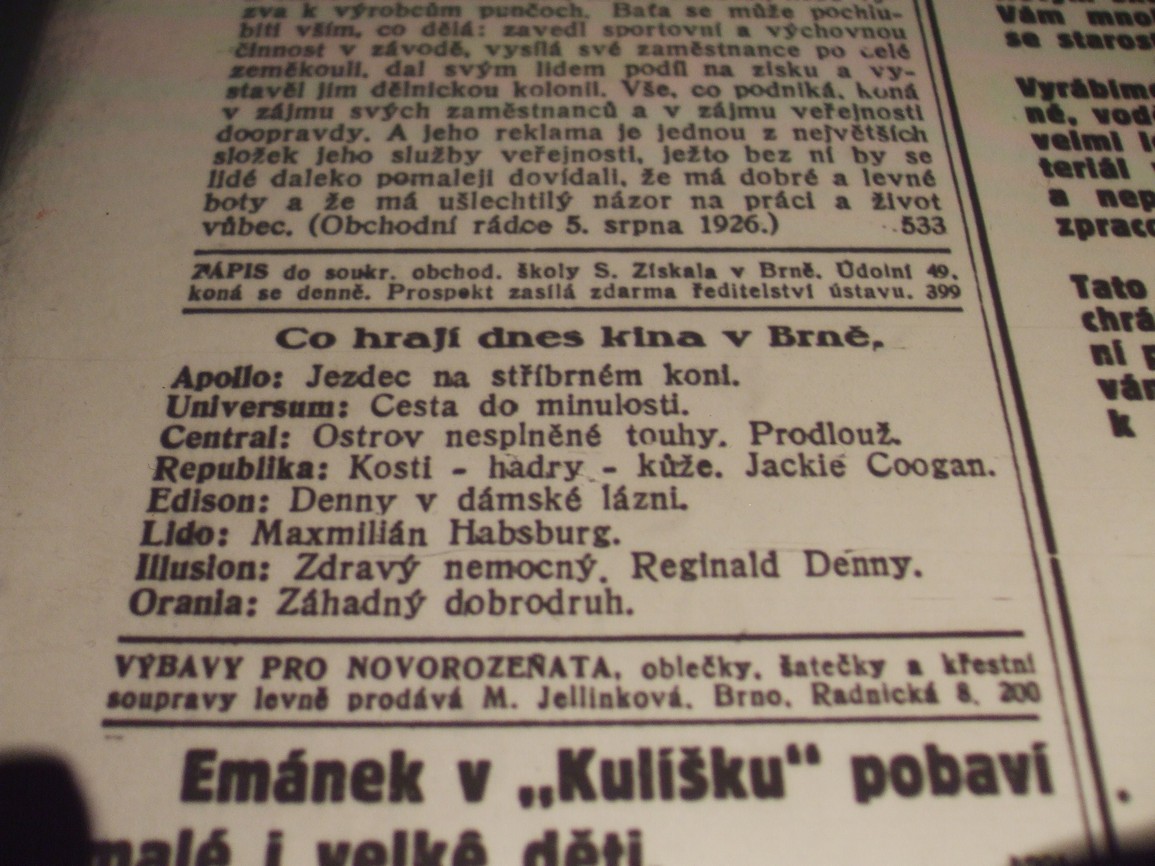 zva k výrobcům punčoch. Baťa se může pochlu-
biti vším, co dělá: zavedl sportovní a výchovnou
činnost v závodě, vysílá své zaměstnance po celé
zeměkouli, dal svým lidem podíl na zisku a vy-
stavěl jim dělnickou kolonii. Vše, co podniká, koná
v zájmu svých zaměstnanců a v zájmu veřejnosti
doopravdy. A jeho reklama je jednou z největších
složek jeho služby veřejnosti, ježto bez ní by se
lidé daleko pomaleji dovídali, že má dobré a levné
boty a že má ušlechtilý názor na práci a život
vůbec. (Obchodní rádce 5. srpna 1926.) 533
ZÁPIS do soukr. obchod. školy S. Získala v Brně, Údolní 49,
koná se denně. Prospekt zasílá zdarma ředitelství ústavu. 399
Co hrají dnes kina v Brně.
Apollo: Jezdec na stříbrném koni.
Universum: Cesta do minulosti.
Central: Ostrov nesplněné touhy. Prodlouž.
Republika: Kosti - hadry - kůže. Jackie Coogan.
Edison: Denny v dámské lázni.
Lido: Maxmilián Habsburg.
Illusion: Zdravý nemocný. Reginald Denny.
Orania: Záhadný dobrodruh.
VÝBAVY PRO NOVOROZEŇATA, oblečky, šatečky a křestní
soupravy levně prodává M. Jellinková, Brno, Radnická 8. 200
Emánek v „Kulíšku“ pobaví
malé i velké děti.
Vám
se
Vyrábíme
né,
velmi
teriál
a
Tato
k